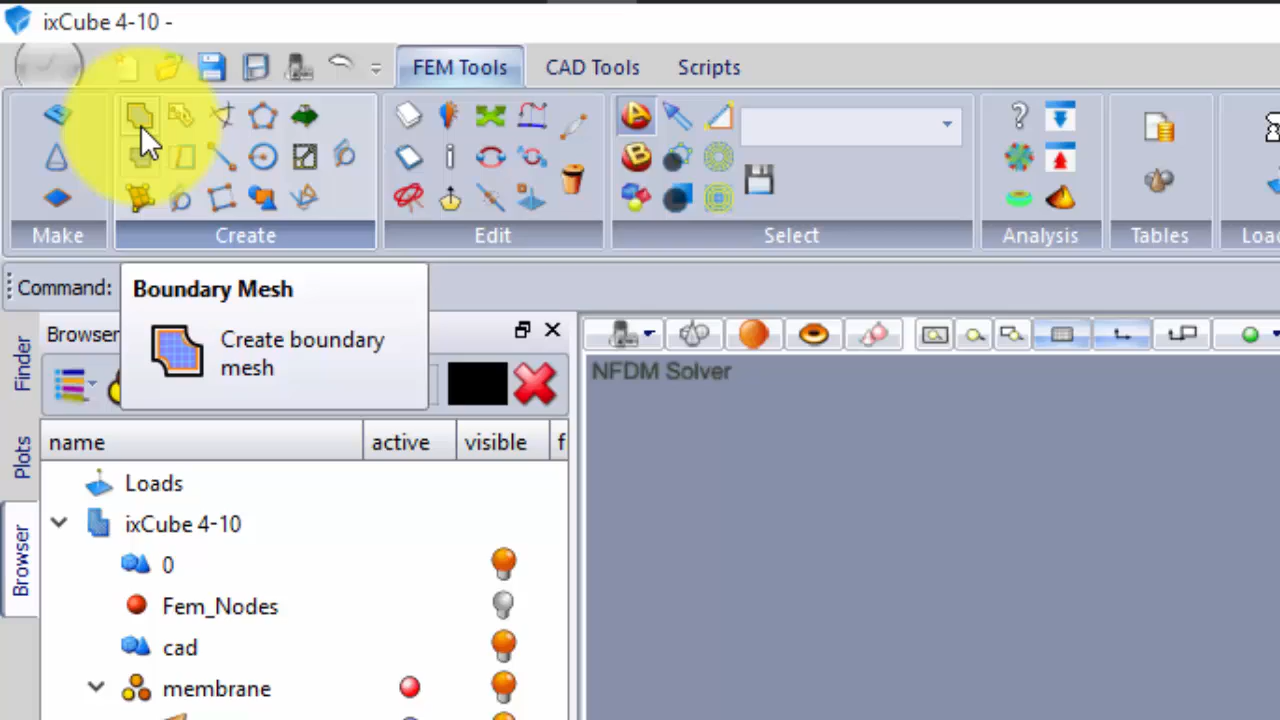 ixCube 4-10 -
FEM Tools
CAD Tools
Scripts
Make
Create
Edit
Select
Analysis
Tables
Loa
Command:
Boundary Mesh
Create boundary
mesh
Browser
Finder
Plots
Browser
NFDM Solver
name
active
visible
f
Loads
ixCube 4-10
0
Fem_Nodes
cad
membrane